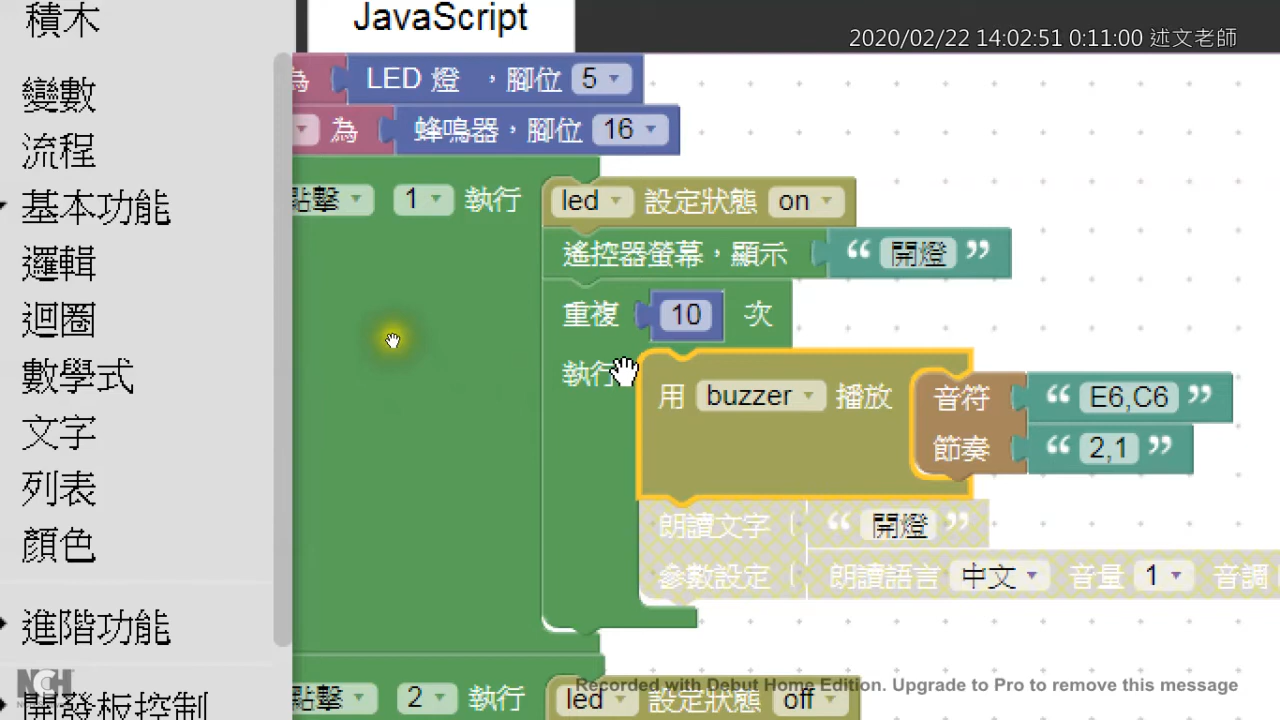 積木
JavaScript
2020/02/22 14:02:51 0:11:00 述文老師
變數
流程
基本功能
邏輯
迴圈
數學式
文字
列表
顏色
進階功能
開發板控制
為 LED 燈 ，腳位 5
為 蜂鳴器，腳位 16
點擊 1 執行 led 設定狀態 on
遙控器螢幕，顯示 “ 開燈 ”
重複 10 次
執行
用 buzzer 播放 音符 “ E6,C6 ”
節奏 “ 2,1 ”
朗讀文字 “ 開燈 ”
參數設定 朗讀語言 中文 音量 1 音調
點擊 2 執行 led 設定狀態 off
NCH
Recorded with Debut Home Edition. Upgrade to Pro to remove this message